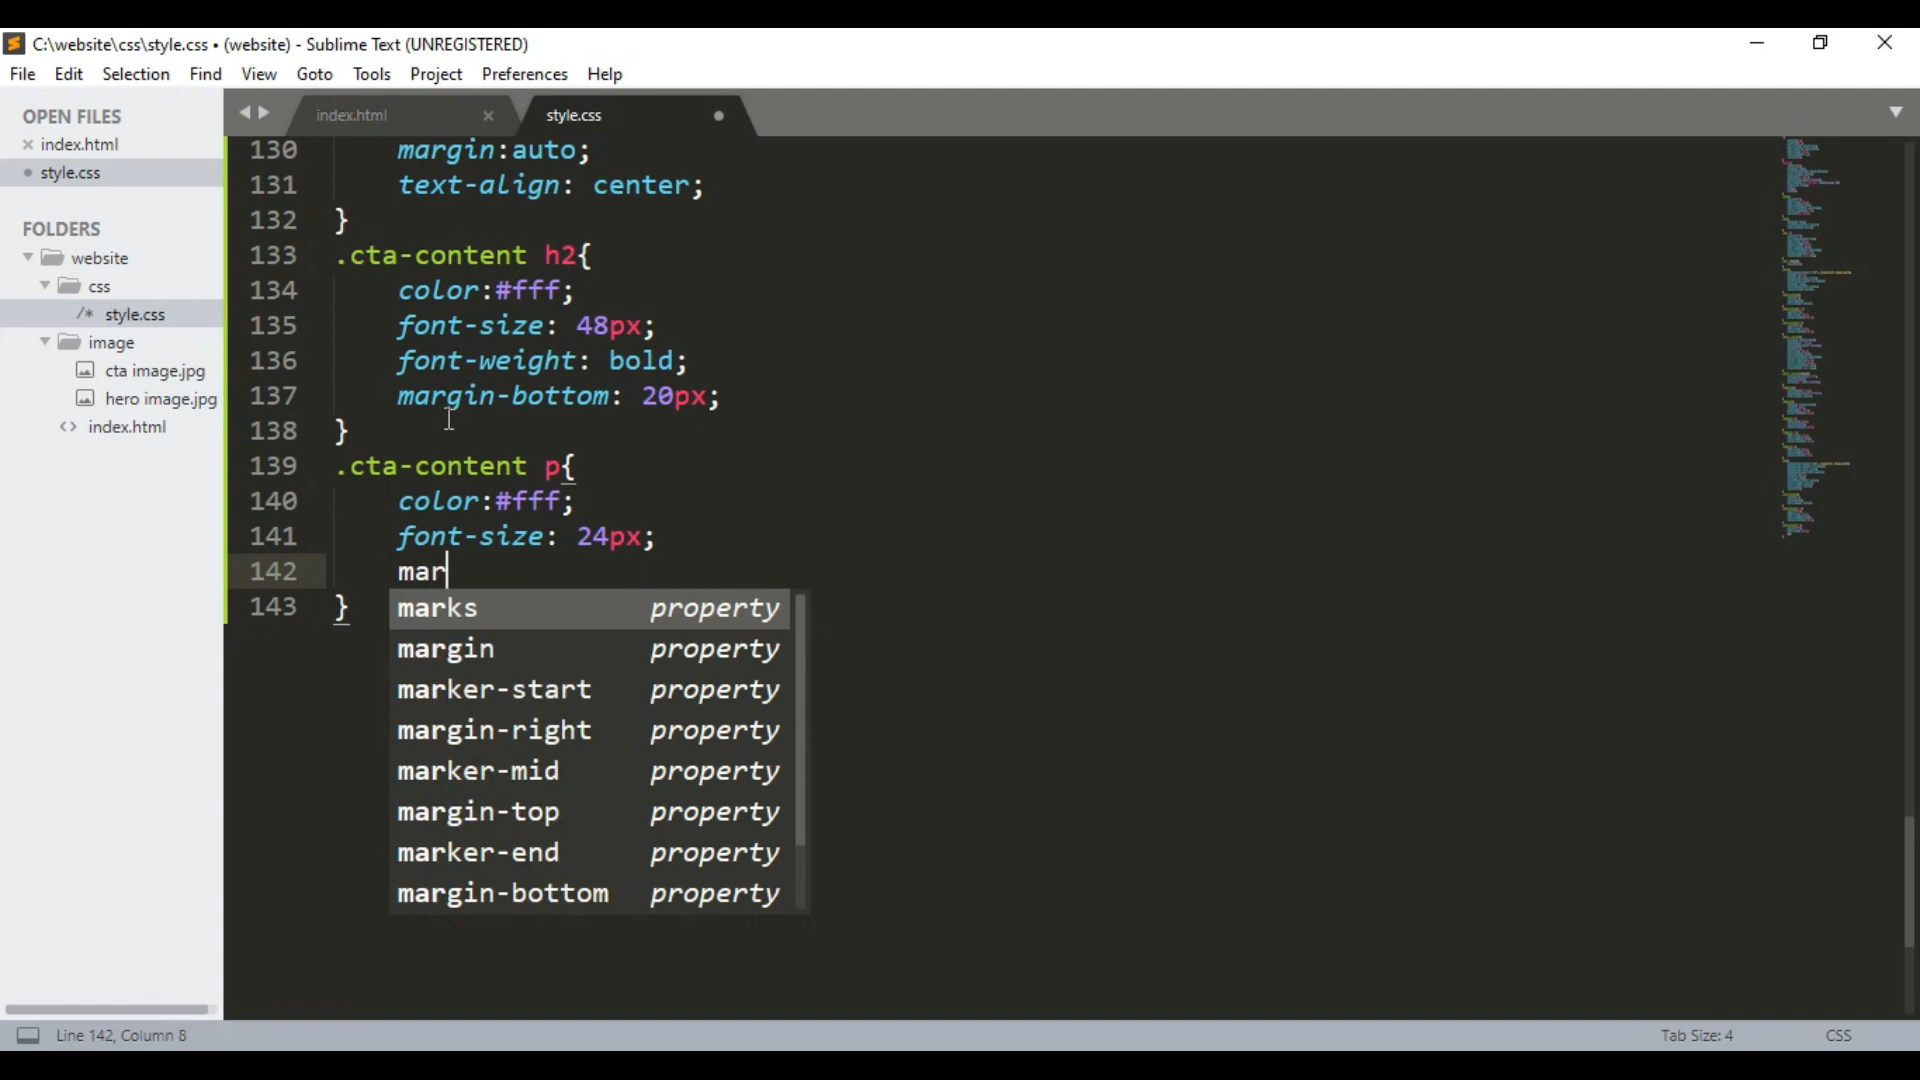 C:\website\css\style.css • (website) - Sublime Text (UNREGISTERED)
File Edit Selection Find View Goto Tools Project Preferences Help
OPEN FILES
index.html
style.css
FOLDERS
website
css
/* style.css
image
cta image.jpg
hero image.jpg
<> index.html
index.html
style.css
130 margin:auto;
131 text-align: center;
132 }
133 .cta-content h2{
134 color:#fff;
135 font-size: 48px;
136 font-weight: bold;
137 margin-bottom: 20px;
138 }
139 .cta-content p{
140 color:#fff;
141 font-size: 24px;
142 mar
143 }
marks property
margin property
marker-start property
margin-right property
marker-mid property
margin-top property
marker-end property
margin-bottom property
Line 142, Column 8
Tab Size: 4
CSS